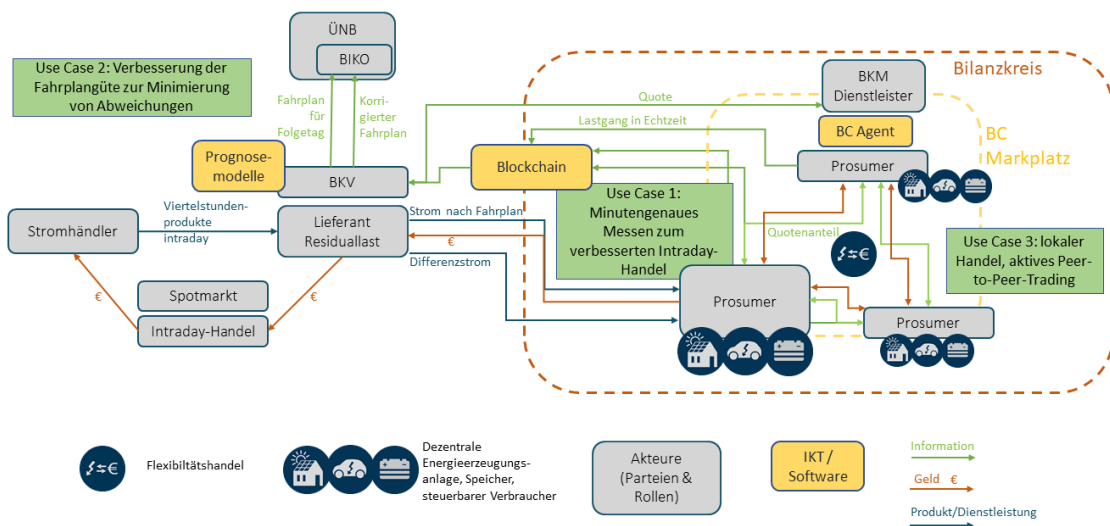 ÜNB
BIKO
Use Case 2: Verbesserung der
Fahrplangüte zur Minimierung
von Abweichungen
Fahrplan
für
Folgetag
Korri-
gierter
Fahrplan
Prognose-
modelle
BKV
Blockchain
Quote
Lastgang in Echtzeit
Bilanzkreis
BKM
Dienstleister
BC Agent
BC
Markplatz
Prosumer
Use Case 1:
Minutengenaues
Messen zum
verbesserten Intraday-
Handel
Quotenanteil
Use Case 3: lokaler
Handel, aktives Peer-
to-Peer-Trading
Stromhändler
Viertelstunden-
produkte
intraday
Lieferant
Residuallast
Strom nach Fahrplan
€
Differenzstrom
€
€
Spotmarkt
Intraday-Handel
€
Prosumer
Prosumer
€
Flexibiltätshandel
Dezentrale
Energieerzeugungs-
anlage, Speicher,
steuerbarer Verbraucher
Akteure
(Parteien &
Rollen)
IKT /
Software
Information
Geld €
Produkt/Dienstleistung